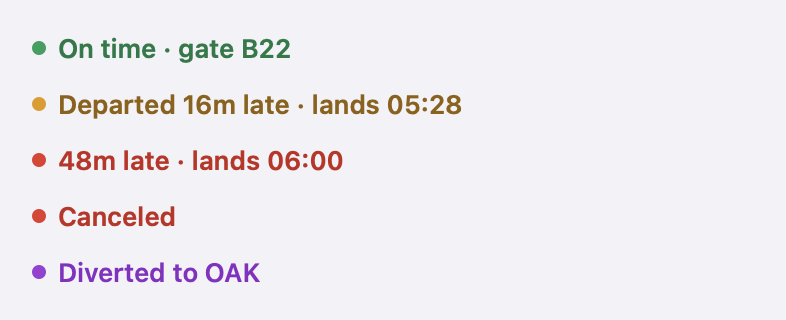 On time · gate B22
Departed 16m late · lands 05:28
48m late · lands 06:00
Canceled
Diverted to OAK